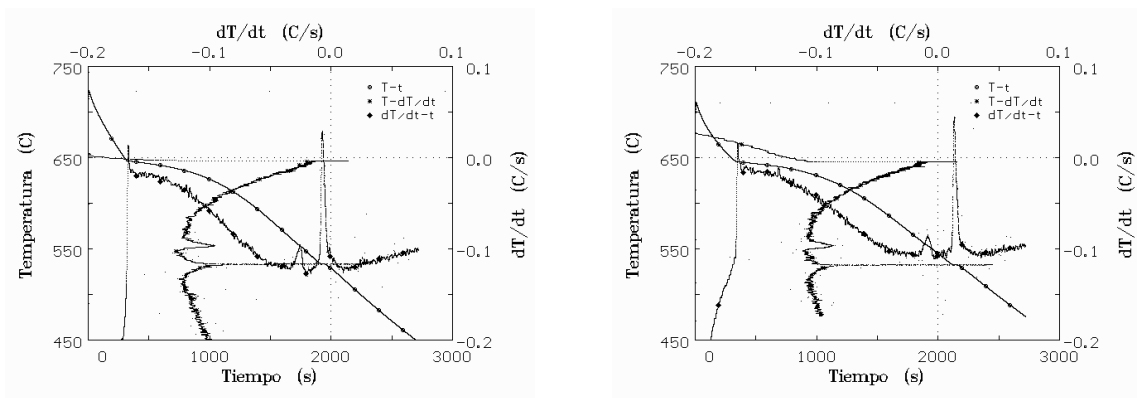 dT/dt (C/s)
-0.2 -0.1 0.0 0.1
750 0.1
T-t
T-dT/dt
dT/dt-t
Temperatura (C)
650 0.0
dT/dt (C/s)
550 -0.1
450 -0.2
0 1000 2000 3000
Tiempo (s)
dT/dt (C/s)
-0.2 -0.1 0.0 0.1
750 0.1
T-t
T-dT/dt
dT/dt-t
Temperatura (C)
650 0.0
dT/dt (C/s)
550 -0.1
450 -0.2
0 1000 2000 3000
Tiempo (s)